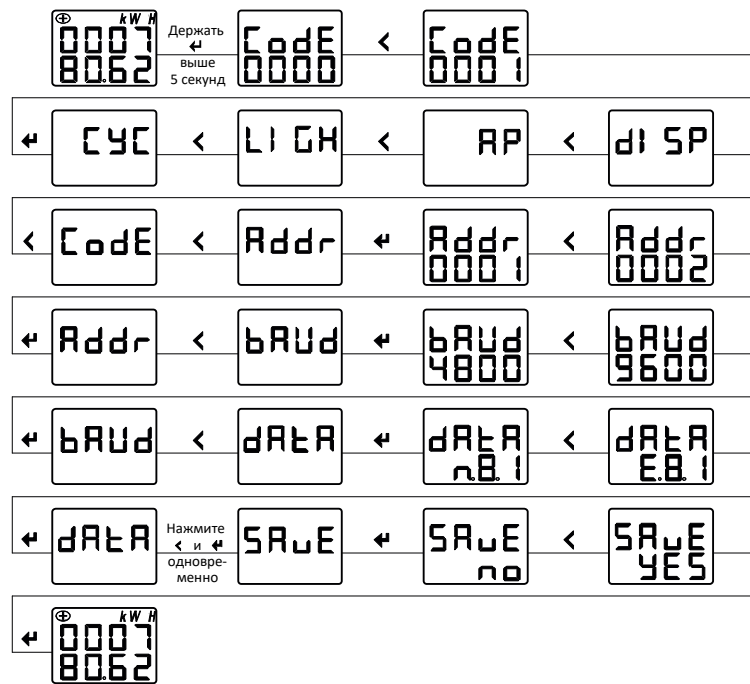 ⊕ kW H
0007
80.62
Держать
↵
выше
5 секунд
CodE
0000
<
CodE
0001
↵
CYC
<
LIGH
<
AP
<
dISP
<
CodE
<
Addr
↵
Addr
0001
<
Addr
0002
↵
Addr
<
bAUd
↵
bAUd
4800
<
bAUd
9600
↵
bAUd
<
dAtA
↵
dAtA
n.8.1
<
dAtA
E.8.1
↵
dAtA
Нажмите
< и ↵
одновре-
менно
SAvE
↵
SAvE
no
<
SAvE
YES
↵
⊕ kW H
0007
80.62